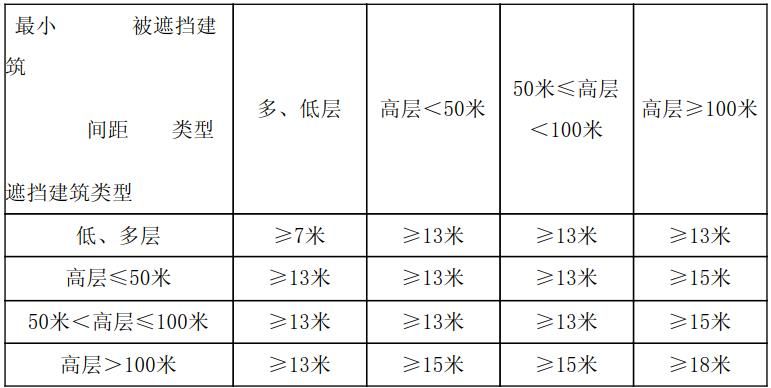 最小 被遮挡建
筑
间距 类型
遮挡建筑类型
多、低层 高层＜50米 50米≤高层
＜100米 高层≥100米
低、多层 ≥7米 ≥13米 ≥13米 ≥13米
高层≤50米 ≥13米 ≥13米 ≥13米 ≥15米
50米＜高层≤100米 ≥13米 ≥13米 ≥13米 ≥15米
高层＞100米 ≥13米 ≥15米 ≥15米 ≥18米